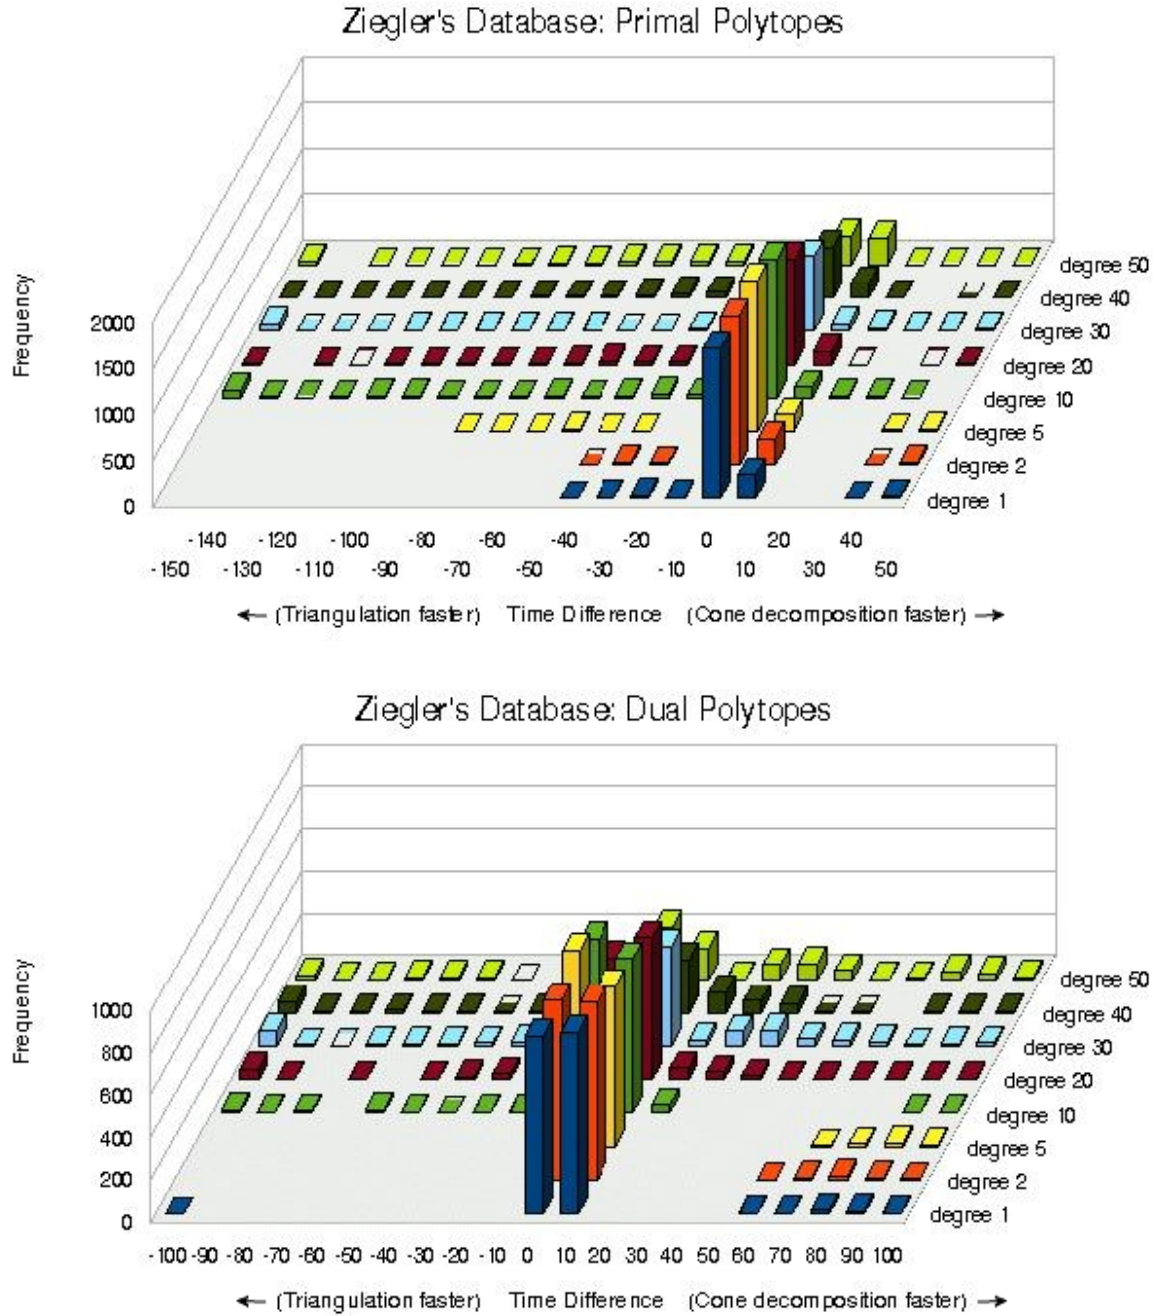 Ziegler's Database: Primal Polytopes
Frequency
2000
1500
1000
500
0
degree 50
degree 40
degree 30
degree 20
degree 10
degree 5
degree 2
degree 1
-140 -120 -100 -80 -60 -40 -20 0 20 40
-150 -130 -110 -90 -70 -50 -30 -10 10 30 50
← (Triangulation faster) Time Difference (Cone decomposition faster) →
Ziegler's Database: Dual Polytopes
Frequency
1000
800
600
400
200
0
degree 50
degree 40
degree 30
degree 20
degree 10
degree 5
degree 2
degree 1
-100 -90 -80 -70 -60 -50 -40 -30 -20 -10 0 10 20 30 40 50 60 70 80 90 100
← (Triangulation faster) Time Difference (Cone decomposition faster) →